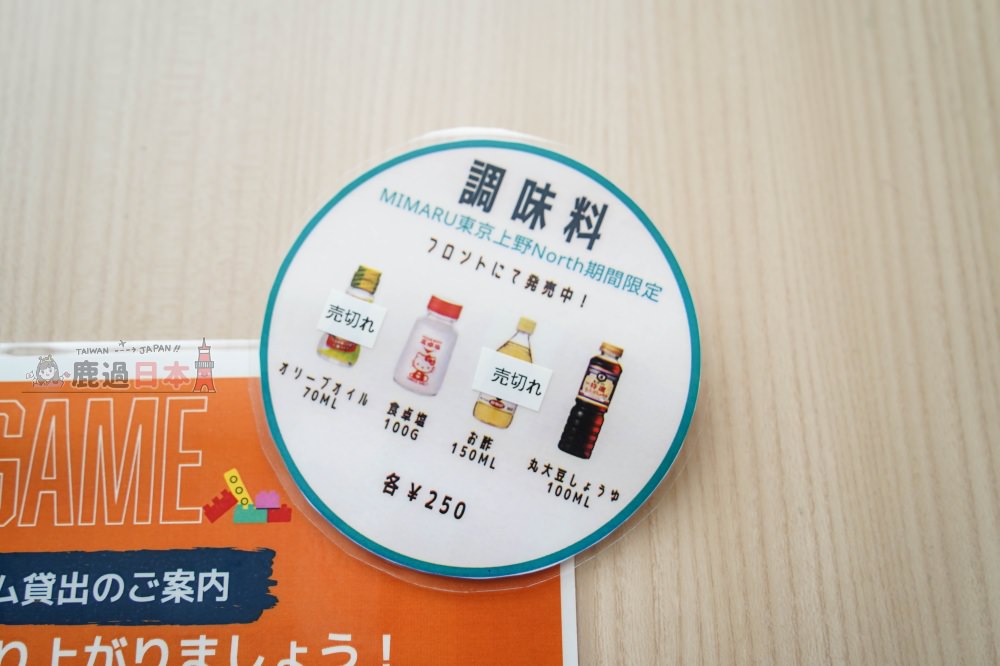 調味料
MIMARU東京上野North期間限定
フロントにて発売中！
売切れ
売切れ
オリーブオイル
70ML
食卓塩
100G
お酢
150ML
丸大豆しょうゆ
100ML
各¥250
TAIWAN JAPAN!!
鹿過日本
GAME
ム貸出のご案内
り上がりましょう！